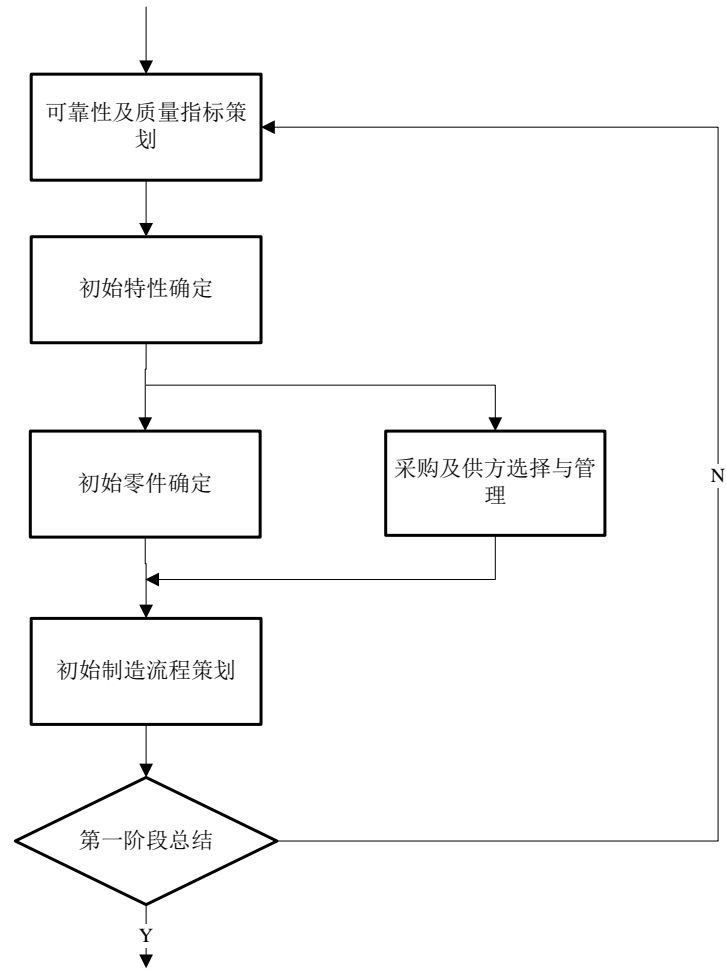 可靠性及质量指标策
划
初始特性确定
初始零件确定
采购及供方选择与管
理
N
初始制造流程策划
第一阶段总结
Y